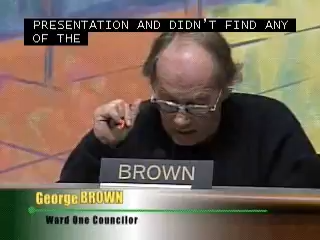 PRESENTATION AND DIDN'T FIND ANY
OF THE
BROWN
George BROWN
Ward One Councilor